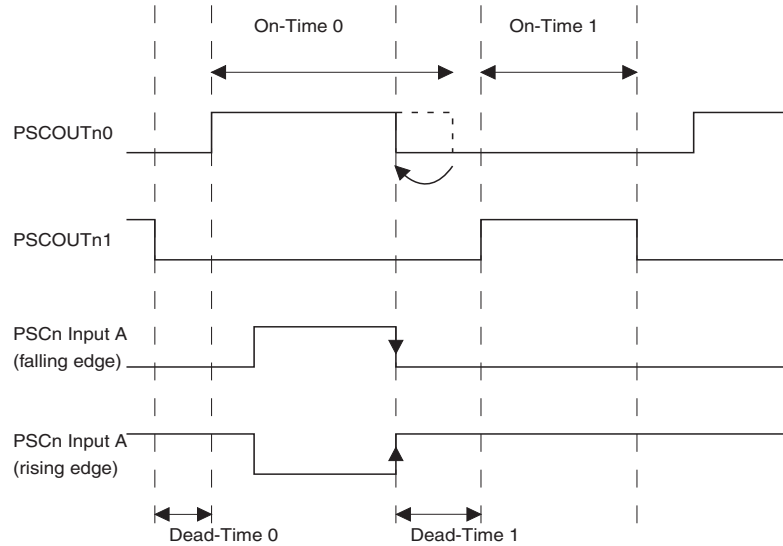 On-Time 0
On-Time 1
PSCOUTn0
PSCOUTn1
PSCn Input A
(falling edge)
PSCn Input A
(rising edge)
Dead-Time 0
Dead-Time 1